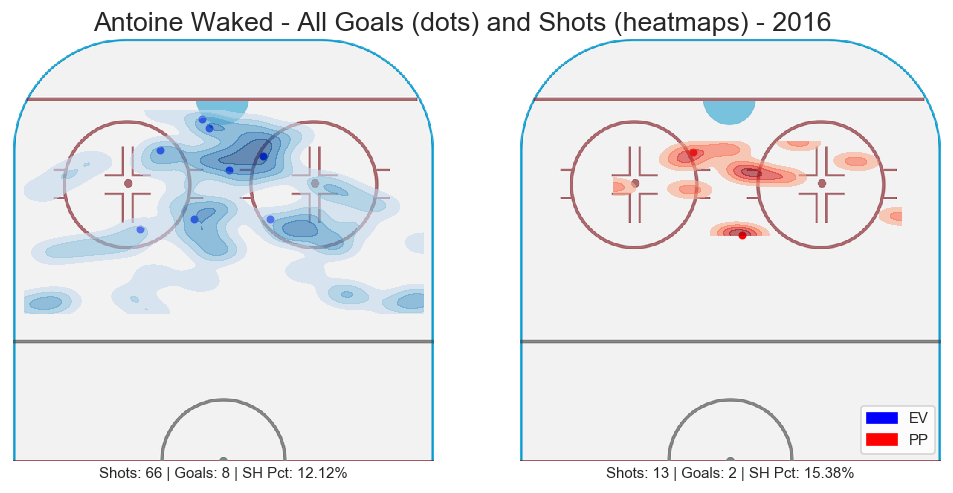 Antoine Waked - All Goals (dots) and Shots (heatmaps) - 2016
EV
PP
Shots: 66 | Goals: 8 | SH Pct: 12.12%
Shots: 13 | Goals: 2 | SH Pct: 15.38%